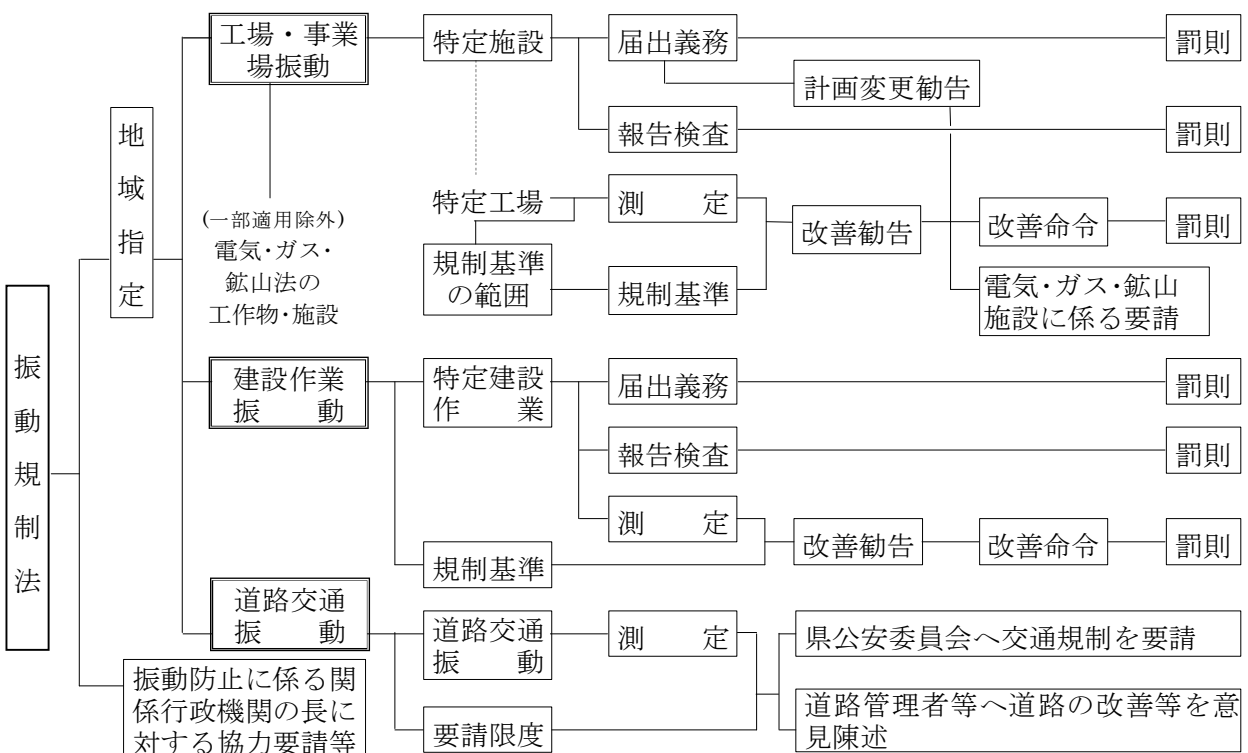 振動規制法
地域指定
工場・事業
場振動
特定施設
届出義務
罰則
計画変更勧告
報告検査
罰則
(一部適用除外)
電気・ガス・
鉱山法の
工作物・施設
特定工場
測　定
規制基準
の範囲
規制基準
改善勧告
改善命令
罰則
電気・ガス・鉱山
施設に係る要請
建設作業
振　動
特定建設
作　業
届出義務
罰則
報告検査
罰則
測　定
規制基準
改善勧告
改善命令
罰則
道路交通
振　動
道路交通
振　動
測　定
要請限度
県公安委員会へ交通規制を要請
道路管理者等へ道路の改善等を意
見陳述
振動防止に係る関
係行政機関の長に
対する協力要請等